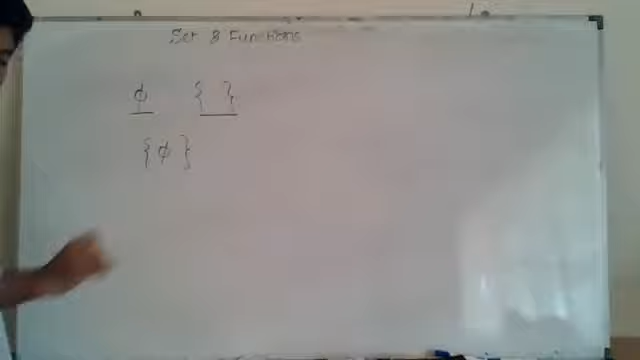 Set & Functions
ϕ { }
{ ϕ }